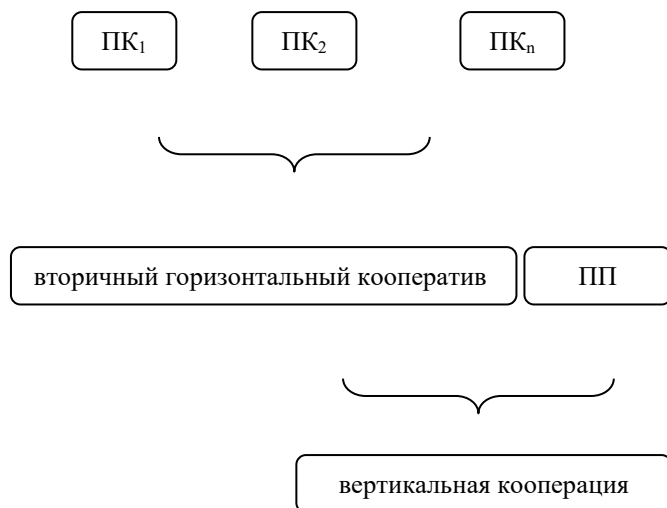 ПК₁ ПК₂ ПКₙ
вторичный горизонтальный кооператив ПП
вертикальная кооперация